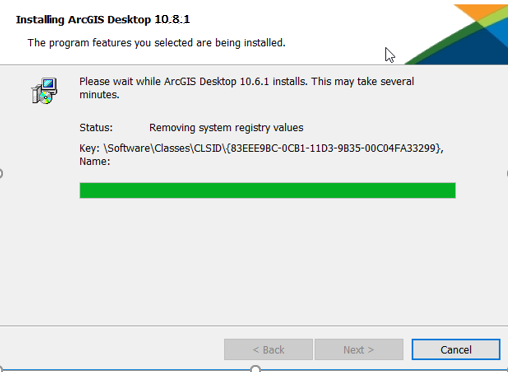 Installing ArcGIS Desktop 10.8.1
The program features you selected are being installed.
Please wait while ArcGIS Desktop 10.6.1 installs. This may take several
minutes.
Status: Removing system registry values
Key: \Software\Classes\CLSID\{83EEE9BC-0CB1-11D3-9B35-00C04FA33299},
Name:
< Back Next > Cancel